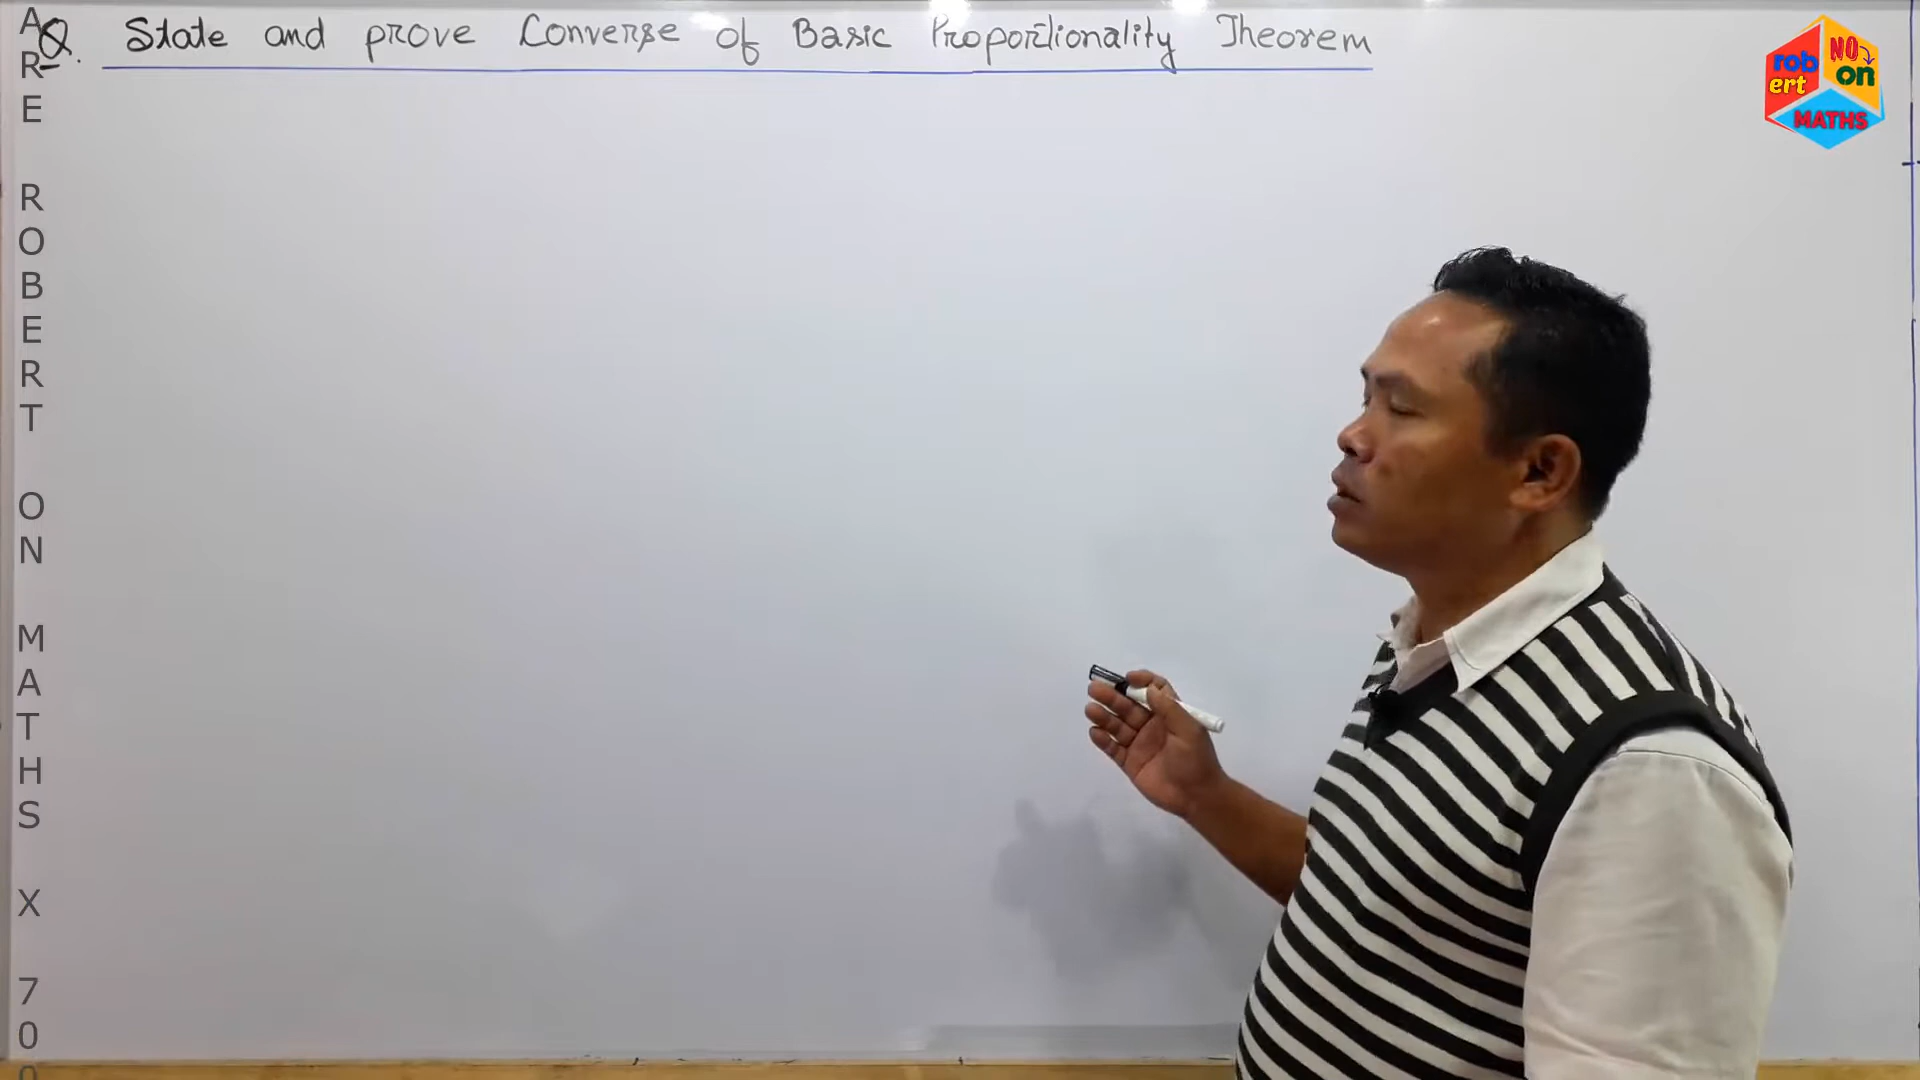 Q. State and prove Converse of Basic Proportionality Theorem
rob NO
ert on
MATHS
ARE ROBERT ON MATHS X 700